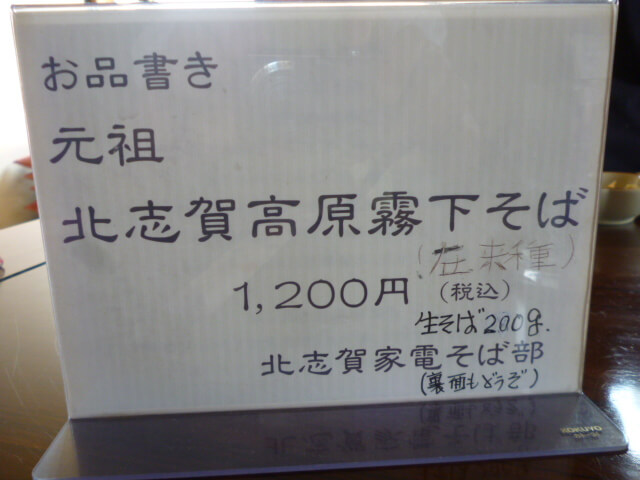 お品書き
元祖
北志賀高原霧下そば
(在来種)
1,200円 (税込)
生そば200g.
北志賀家電そば部
(裏面もどうぞ)
KOKUYO